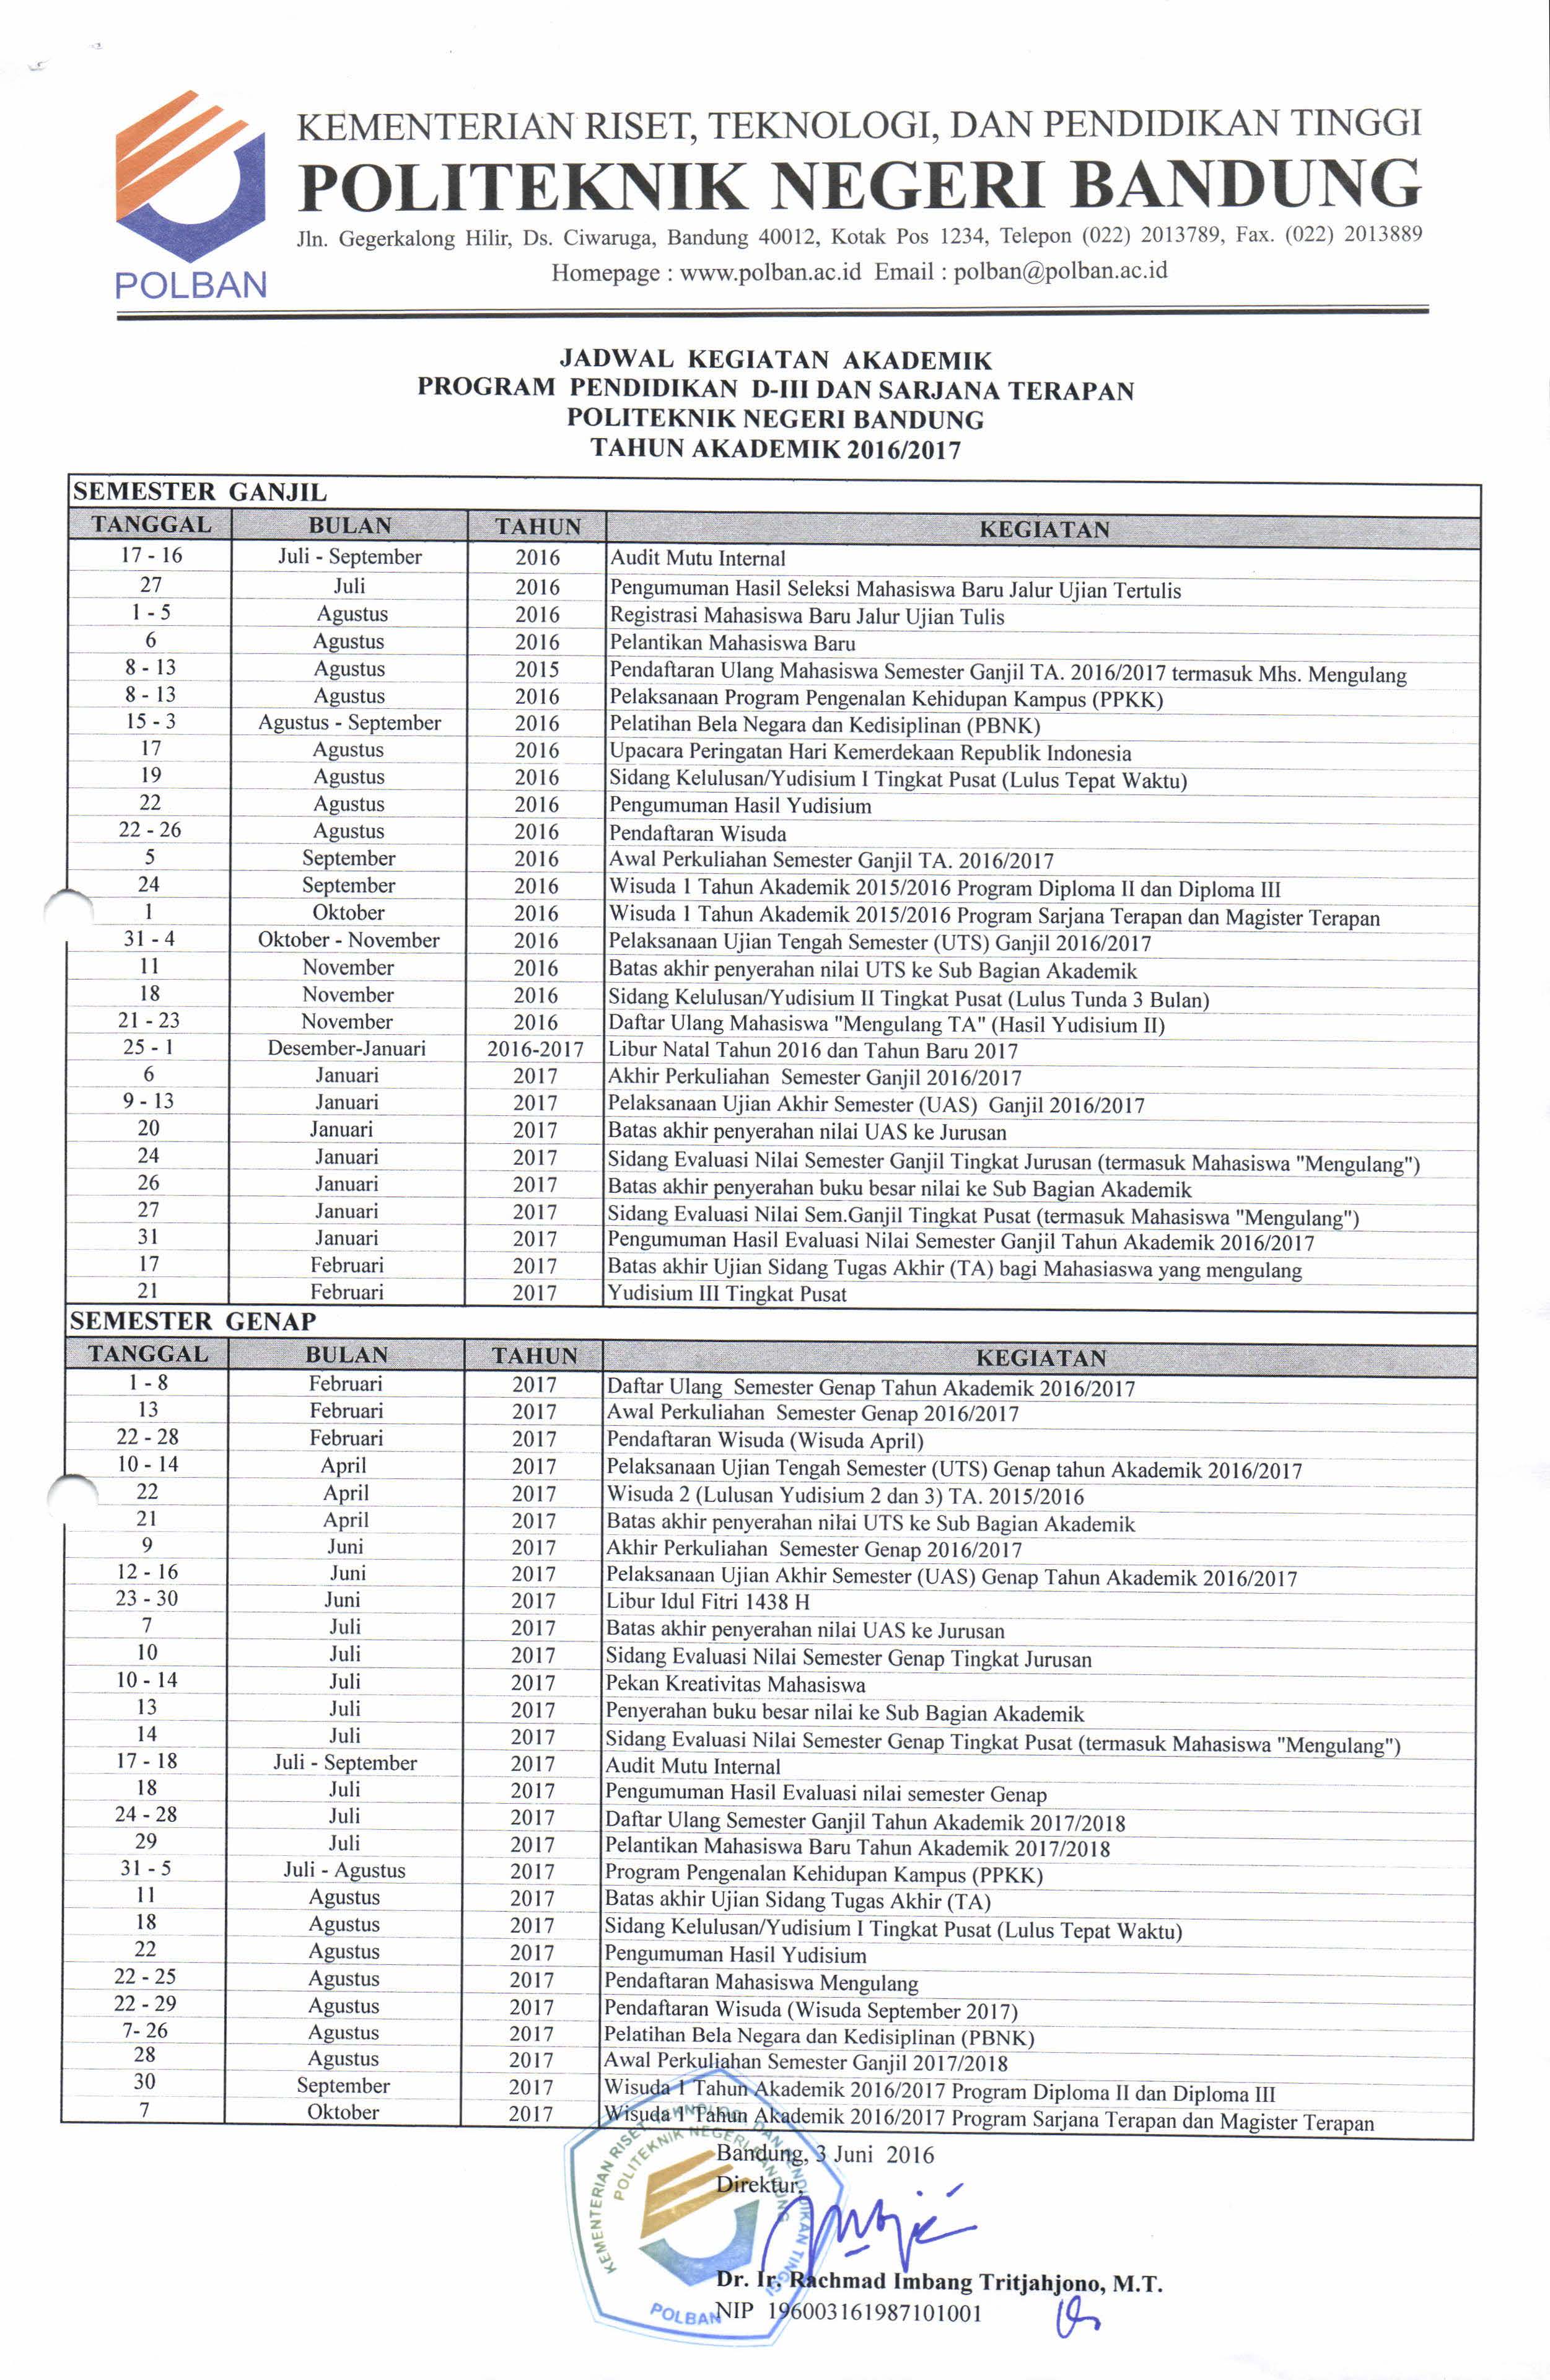 KEMENTERIAN RISET, TEKNOLOGI, DAN PENDIDIKAN TINGGI
POLITEKNIK NEGERI BANDUNG
Jln. Gegerkalong Hilir, Ds. Ciwaruga, Bandung 40012, Kotak Pos 1234, Telepon (022) 2013789, Fax. (022) 2013889
Homepage : www.polban.ac.id Email : polban@polban.ac.id
POLBAN
JADWAL KEGIATAN AKADEMIK
PROGRAM PENDIDIKAN D-III DAN SARJANA TERAPAN
POLITEKNIK NEGERI BANDUNG
TAHUN AKADEMIK 2016/2017
SEMESTER GANJIL
TANGGAL BULAN TAHUN KEGIATAN
17 - 16 Juli - September 2016 Audit Mutu Internal
27 Juli 2016 Pengumuman Hasil Seleksi Mahasiswa Baru Jalur Ujian Tertulis
1 - 5 Agustus 2016 Registrasi Mahasiswa Baru Jalur Ujian Tulis
6 Agustus 2016 Pelantikan Mahasiswa Baru
8 - 13 Agustus 2015 Pendaftaran Ulang Mahasiswa Semester Ganjil TA. 2016/2017 termasuk Mhs. Mengulang
8 - 13 Agustus 2016 Pelaksanaan Program Pengenalan Kehidupan Kampus (PPKK)
15 - 3 Agustus - September 2016 Pelatihan Bela Negara dan Kedisiplinan (PBNK)
17 Agustus 2016 Upacara Peringatan Hari Kemerdekaan Republik Indonesia
19 Agustus 2016 Sidang Kelulusan/Yudisium I Tingkat Pusat (Lulus Tepat Waktu)
22 Agustus 2016 Pengumuman Hasil Yudisium
22 - 26 Agustus 2016 Pendaftaran Wisuda
5 September 2016 Awal Perkuliahan Semester Ganjil TA. 2016/2017
24 September 2016 Wisuda 1 Tahun Akademik 2015/2016 Program Diploma II dan Diploma III
1 Oktober 2016 Wisuda 1 Tahun Akademik 2015/2016 Program Sarjana Terapan dan Magister Terapan
31 - 4 Oktober - November 2016 Pelaksanaan Ujian Tengah Semester (UTS) Ganjil 2016/2017
11 November 2016 Batas akhir penyerahan nilai UTS ke Sub Bagian Akademik
18 November 2016 Sidang Kelulusan/Yudisium II Tingkat Pusat (Lulus Tunda 3 Bulan)
21 - 23 November 2016 Daftar Ulang Mahasiswa "Mengulang TA" (Hasil Yudisium II)
25 - 1 Desember-Januari 2016-2017 Libur Natal Tahun 2016 dan Tahun Baru 2017
6 Januari 2017 Akhir Perkuliahan Semester Ganjil 2016/2017
9 - 13 Januari 2017 Pelaksanaan Ujian Akhir Semester (UAS) Ganjil 2016/2017
20 Januari 2017 Batas akhir penyerahan nilai UAS ke Jurusan
24 Januari 2017 Sidang Evaluasi Nilai Semester Ganjil Tingkat Jurusan (termasuk Mahasiswa "Mengulang")
26 Januari 2017 Batas akhir penyerahan buku besar nilai ke Sub Bagian Akademik
27 Januari 2017 Sidang Evaluasi Nilai Sem.Ganjil Tingkat Pusat (termasuk Mahasiswa "Mengulang")
31 Januari 2017 Pengumuman Hasil Evaluasi Nilai Semester Ganjil Tahun Akademik 2016/2017
17 Februari 2017 Batas akhir Ujian Sidang Tugas Akhir (TA) bagi Mahasiaswa yang mengulang
21 Februari 2017 Yudisium III Tingkat Pusat
SEMESTER GENAP
TANGGAL BULAN TAHUN KEGIATAN
1 - 8 Februari 2017 Daftar Ulang Semester Genap Tahun Akademik 2016/2017
13 Februari 2017 Awal Perkuliahan Semester Genap 2016/2017
22 - 28 Februari 2017 Pendaftaran Wisuda (Wisuda April)
10 - 14 April 2017 Pelaksanaan Ujian Tengah Semester (UTS) Genap tahun Akademik 2016/2017
22 April 2017 Wisuda 2 (Lulusan Yudisium 2 dan 3) TA. 2015/2016
21 April 2017 Batas akhir penyerahan nilai UTS ke Sub Bagian Akademik
9 Juni 2017 Akhir Perkuliahan Semester Genap 2016/2017
12 - 16 Juni 2017 Pelaksanaan Ujian Akhir Semester (UAS) Genap Tahun Akademik 2016/2017
23 - 30 Juni 2017 Libur Idul Fitri 1438 H
7 Juli 2017 Batas akhir penyerahan nilai UAS ke Jurusan
10 Juli 2017 Sidang Evaluasi Nilai Semester Genap Tingkat Jurusan
10 - 14 Juli 2017 Pekan Kreativitas Mahasiswa
13 Juli 2017 Penyerahan buku besar nilai ke Sub Bagian Akademik
14 Juli 2017 Sidang Evaluasi Nilai Semester Genap Tingkat Pusat (termasuk Mahasiswa "Mengulang")
17 - 18 Juli - September 2017 Audit Mutu Internal
18 Juli 2017 Pengumuman Hasil Evaluasi nilai semester Genap
24 - 28 Juli 2017 Daftar Ulang Semester Ganjil Tahun Akademik 2017/2018
29 Juli 2017 Pelantikan Mahasiswa Baru Tahun Akademik 2017/2018
31 - 5 Juli - Agustus 2017 Program Pengenalan Kehidupan Kampus (PPKK)
11 Agustus 2017 Batas akhir Ujian Sidang Tugas Akhir (TA)
18 Agustus 2017 Sidang Kelulusan/Yudisium I Tingkat Pusat (Lulus Tepat Waktu)
22 Agustus 2017 Pengumuman Hasil Yudisium
22 - 25 Agustus 2017 Pendaftaran Mahasiswa Mengulang
22 - 29 Agustus 2017 Pendaftaran Wisuda (Wisuda September 2017)
7- 26 Agustus 2017 Pelatihan Bela Negara dan Kedisiplinan (PBNK)
28 Agustus 2017 Awal Perkuliahan Semester Ganjil 2017/2018
30 September 2017 Wisuda 1 Tahun Akademik 2016/2017 Program Diploma II dan Diploma III
7 Oktober 2017 Wisuda 1 Tahun Akademik 2016/2017 Program Sarjana Terapan dan Magister Terapan
Bandung, 3 Juni 2016
Direktur,
KEMENTERIAN RISET, TEKNOLOGI, DAN PENDIDIKAN TINGGI
POLITEKNIK NEGERI BANDUNG
POLBAN
Dr. Ir. Rachmad Imbang Tritjahjono, M.T.
NIP 196003161987101001